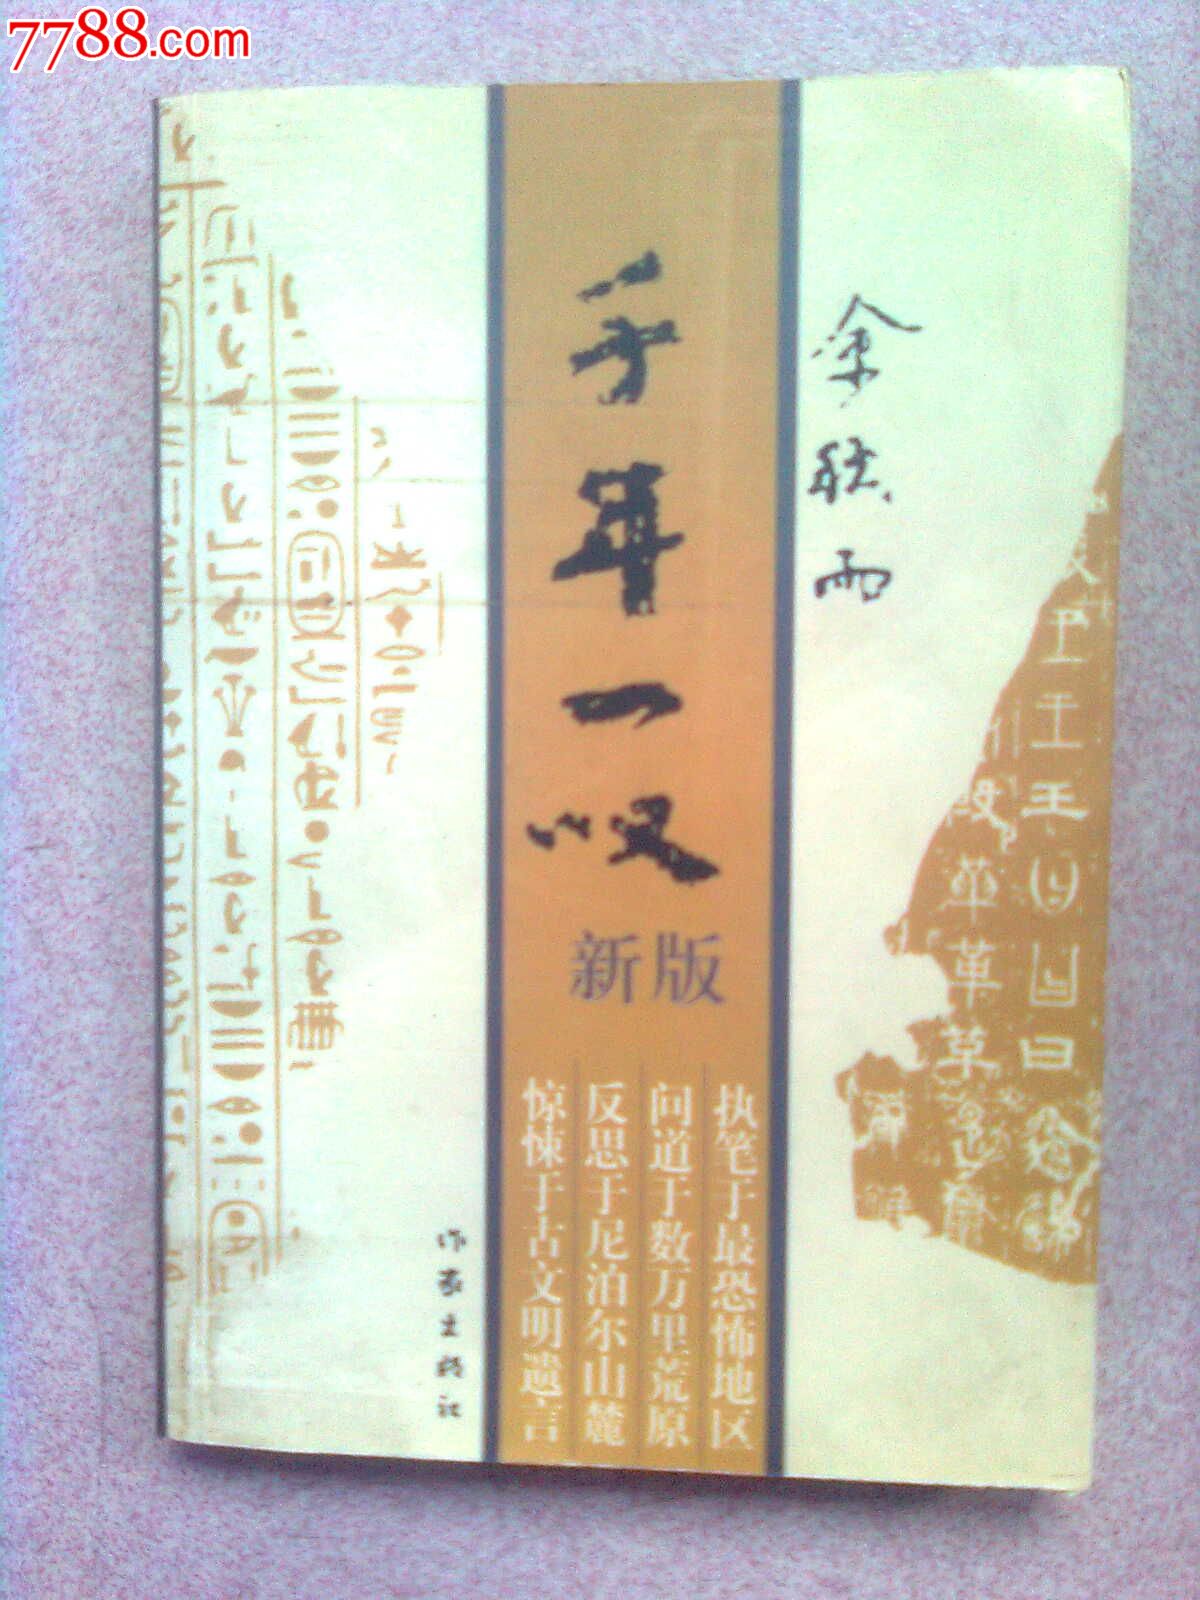 7788.com
余秋雨
千年一叹
新版
执笔于最恐怖地区
问道于数万里荒原
反思于尼泊尔山麓
惊悚于古文明遗言
作家出版社